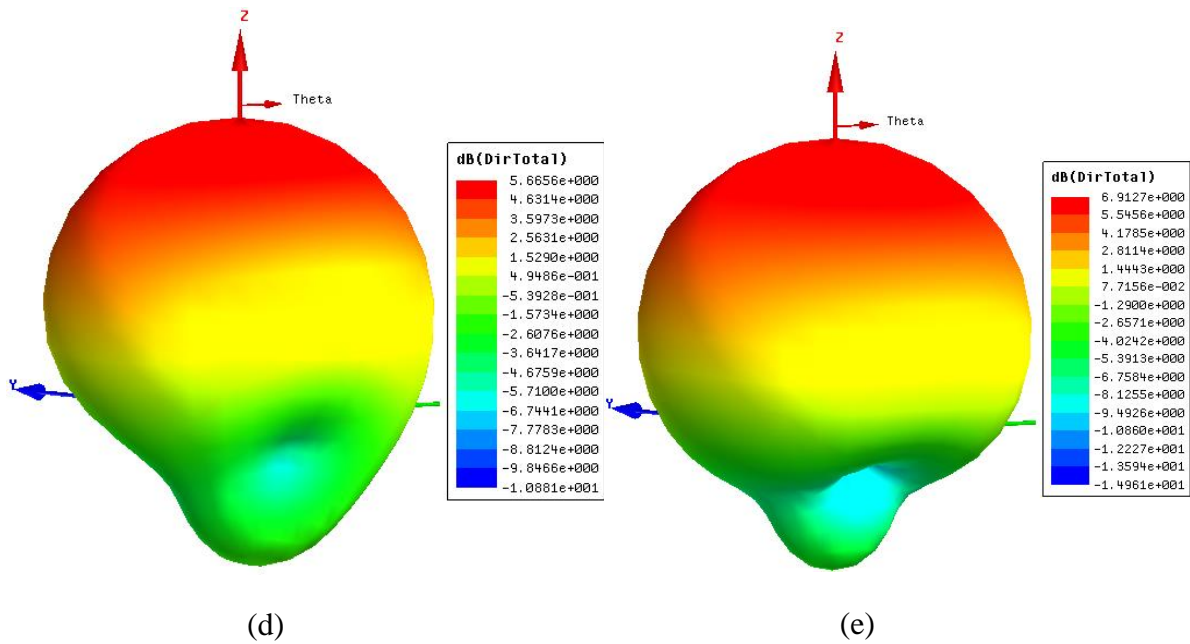 Z
Theta
Y
dB(DirTotal)
5.6656e+000
4.6314e+000
3.5973e+000
2.5631e+000
1.5290e+000
4.9486e-001
-5.3928e-001
-1.5734e+000
-2.6076e+000
-3.6417e+000
-4.6759e+000
-5.7100e+000
-6.7441e+000
-7.7783e+000
-8.8124e+000
-9.8466e+000
-1.0881e+001
(d)
Z
Theta
Y
dB(DirTotal)
6.9127e+000
5.5456e+000
4.1785e+000
2.8114e+000
1.4443e+000
7.7156e-002
-1.2900e+000
-2.6571e+000
-4.0242e+000
-5.3913e+000
-6.7584e+000
-8.1255e+000
-9.4926e+000
-1.0860e+001
-1.2227e+001
-1.3594e+001
-1.4961e+001
(e)